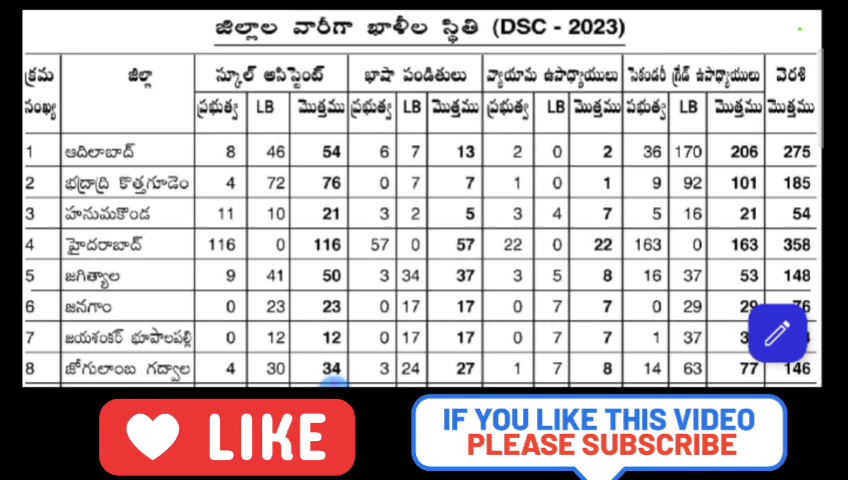 జిల్లాల వారీగా ఖాళీల స్థితి (DSC - 2023)
క్రమ సంఖ్య జిల్లా స్కూల్ అసిస్టెంట్ భాషా పండితులు వ్యాయామ ఉపాధ్యాయులు సెకండరీ గ్రేడ్ ఉపాధ్యాయులు వెరశి మొత్తము
ప్రభుత్వ LB మొత్తము ప్రభుత్వ LB మొత్తము ప్రభుత్వ LB మొత్తము పభుత్వ LB మొత్తము
1 ఆదిలాబాద్ 8 46 54 6 7 13 2 0 2 36 170 206 275
2 భద్రాద్రి కొత్తగూడెం 4 72 76 0 7 7 1 0 1 9 92 101 185
3 హనుమకొండ 11 10 21 3 2 5 3 4 7 5 16 21 54
4 హైదరాబాద్ 116 0 116 57 0 57 22 0 22 163 0 163 358
5 జగిత్యాల 9 41 50 3 34 37 3 5 8 16 37 53 148
6 జనగాం 0 23 23 0 17 17 0 7 7 0 29 29 76
7 జయశంకర్ భూపాలపల్లి 0 12 12 0 17 17 0 7 7 1 37
8 జోగులాంబ గద్వాల 4 30 34 3 24 27 1 7 8 14 63 77 146
LIKE
IF YOU LIKE THIS VIDEO
PLEASE SUBSCRIBE